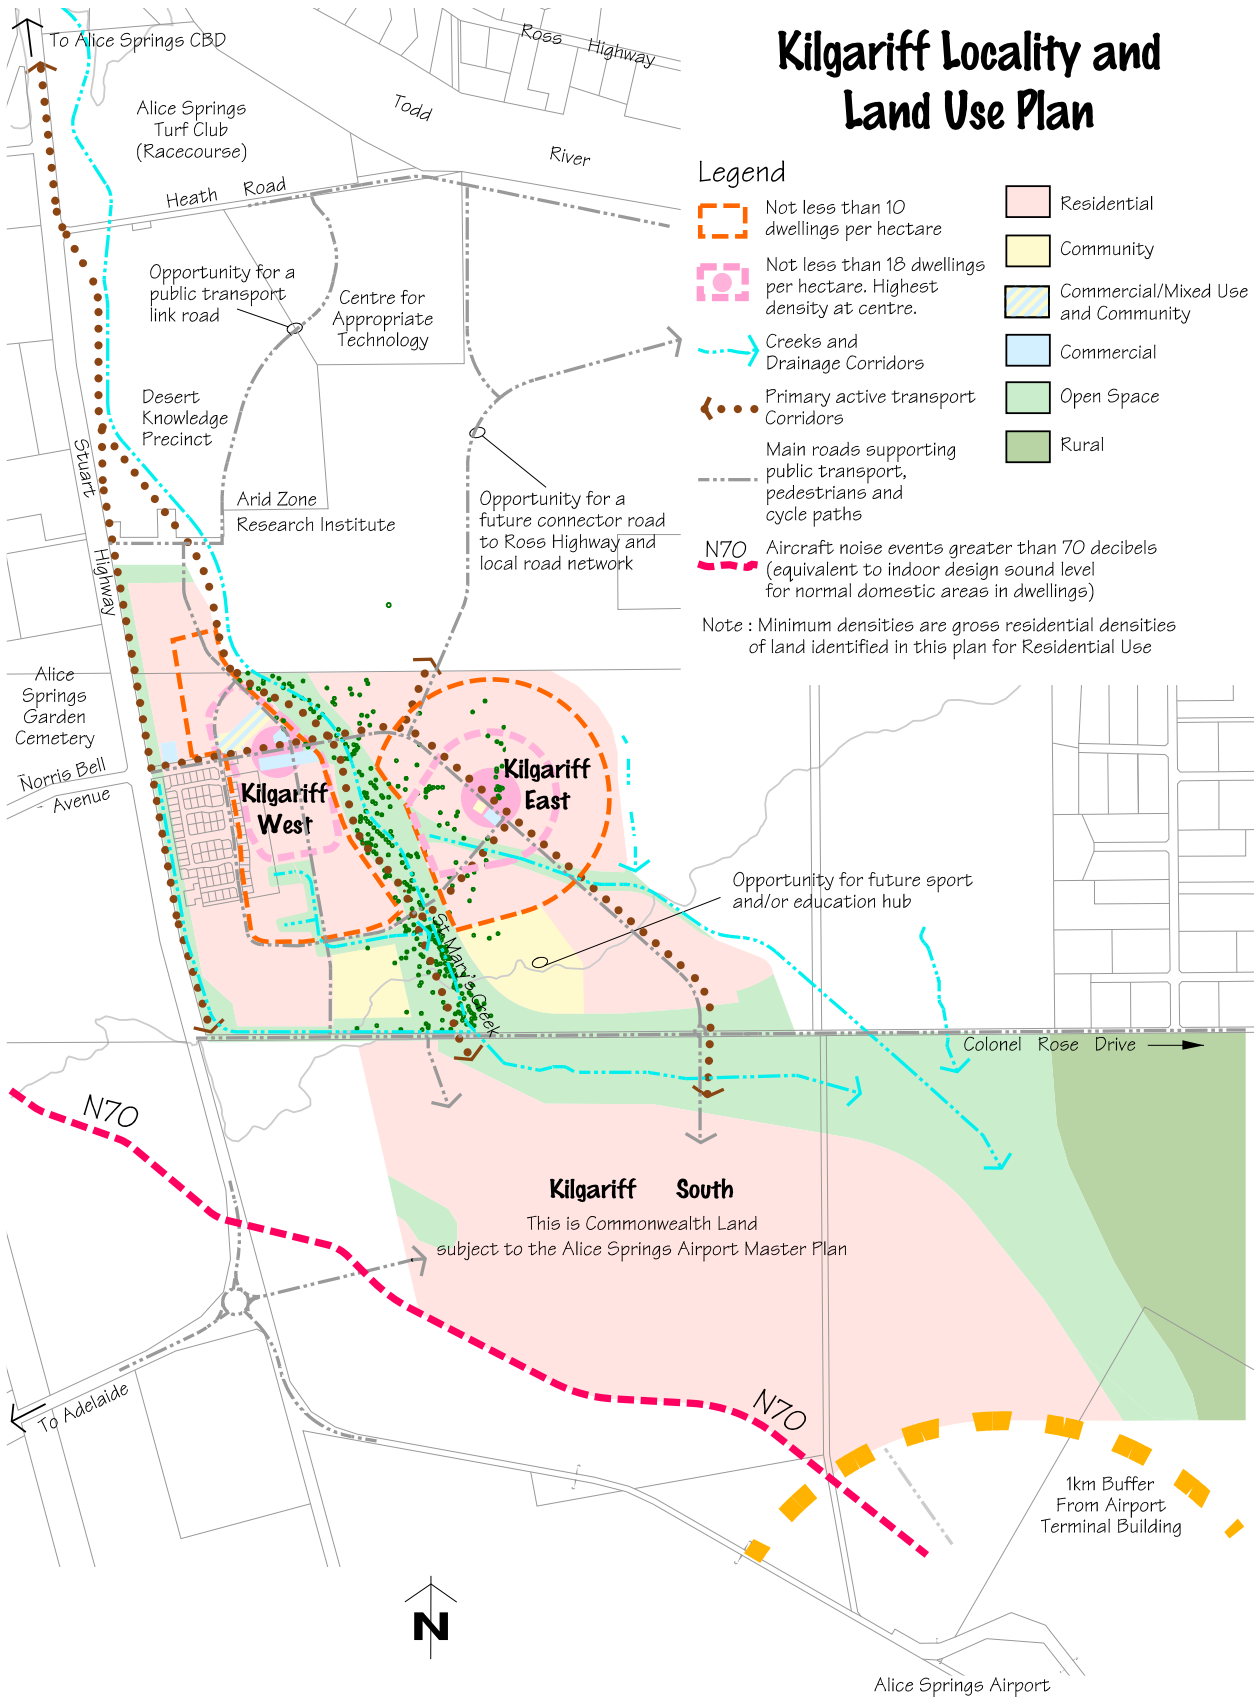 Kilgariff Locality and
Land Use Plan
To Alice Springs CBD
Ross Highway
Alice Springs
Turf Club
(Racecourse)
Todd
River
Heath Road
Opportunity for a
public transport
link road
Centre for
Appropriate
Technology
Desert
Knowledge
Precinct
Stuart
Highway
Arid Zone
Research Institute
Opportunity for a
future connector road
to Ross Highway and
local road network
Legend
Not less than 10
dwellings per hectare
Not less than 18 dwellings
per hectare. Highest
density at centre.
Creeks and
Drainage Corridors
Primary active transport
Corridors
Main roads supporting
public transport,
pedestrians and
cycle paths
N70
Aircraft noise events greater than 70 decibels
(equivalent to indoor design sound level
for normal domestic areas in dwellings)
Residential
Community
Commercial/Mixed Use
and Community
Commercial
Open Space
Rural
Note : Minimum densities are gross residential densities
of land identified in this plan for Residential Use
Alice
Springs
Garden
Cemetery
Norris Bell
Avenue
Kilgariff
West
Kilgariff
East
Opportunity for future sport
and/or education hub
St. Mary's Creek
Colonel Rose Drive
N70
Kilgariff South
This is Commonwealth Land
subject to the Alice Springs Airport Master Plan
To Adelaide
N70
1km Buffer
From Airport
Terminal Building
N
Alice Springs Airport